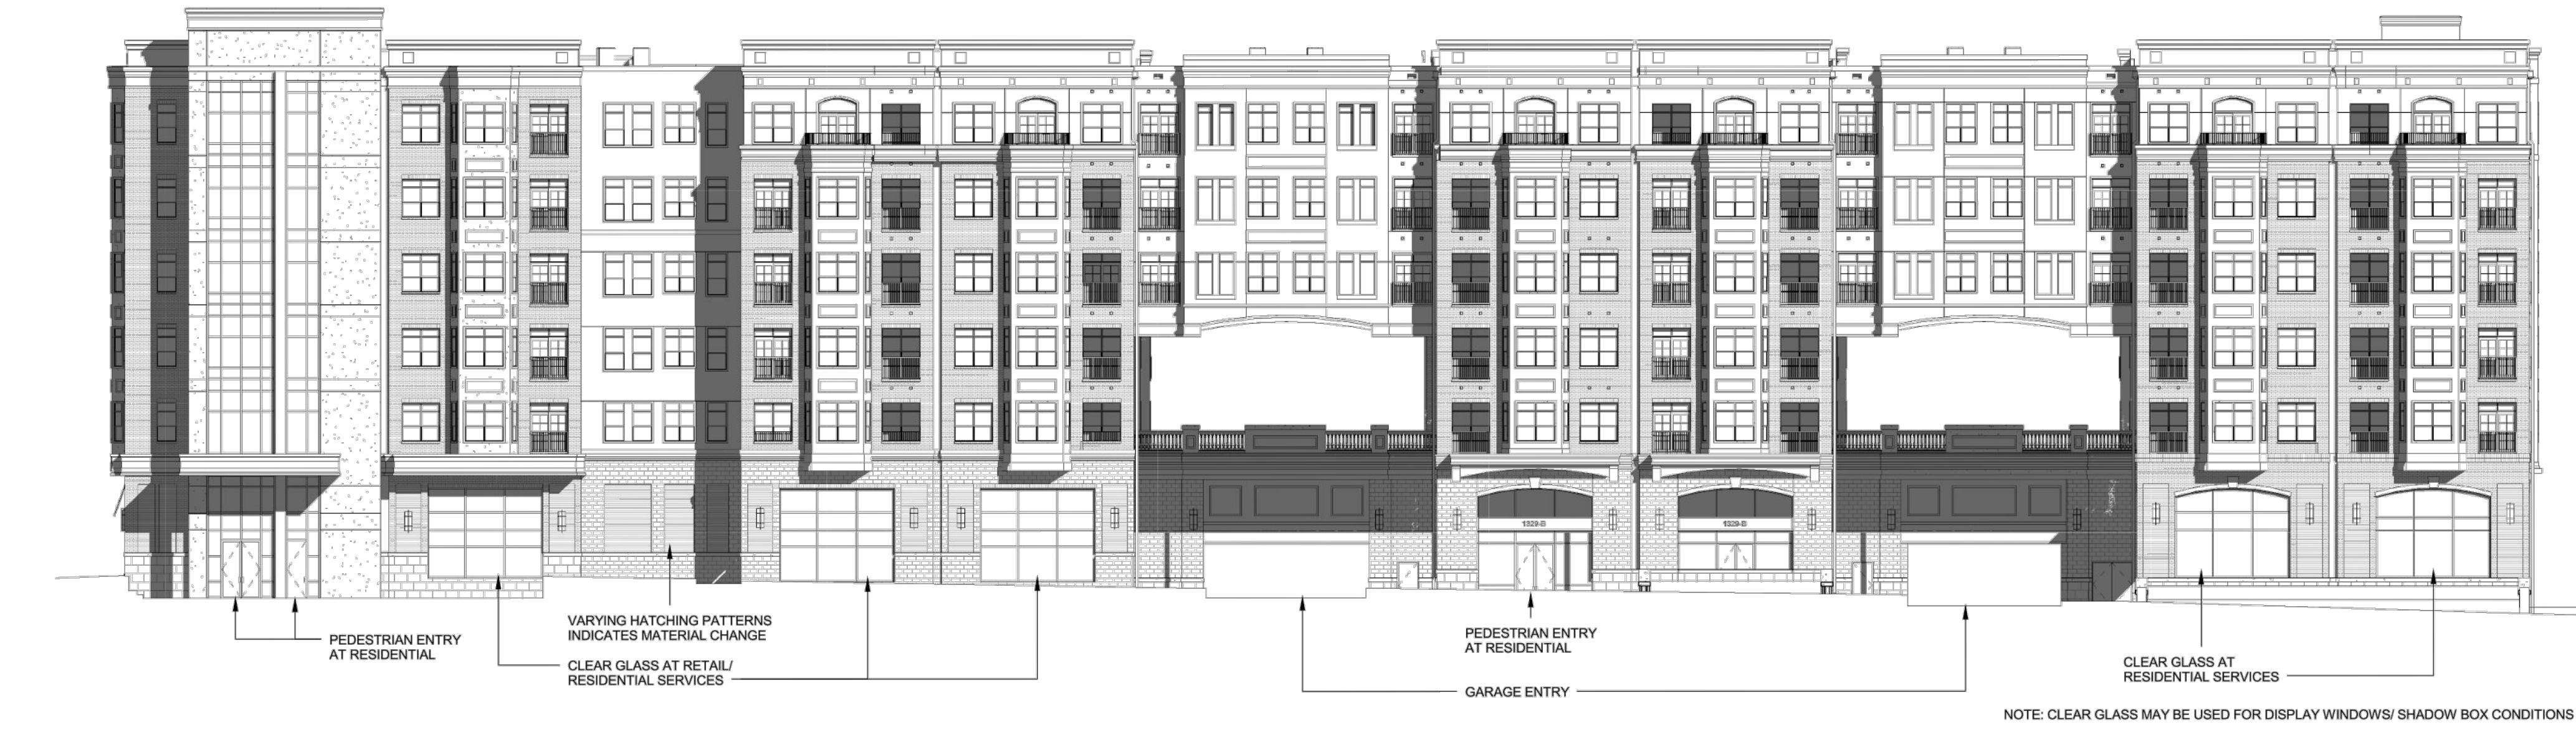 1329-B
1329-B
PEDESTRIAN ENTRY
AT RESIDENTIAL
VARYING HATCHING PATTERNS
INDICATES MATERIAL CHANGE
CLEAR GLASS AT RETAIL/
RESIDENTIAL SERVICES
PEDESTRIAN ENTRY
AT RESIDENTIAL
GARAGE ENTRY
CLEAR GLASS AT
RESIDENTIAL SERVICES
NOTE: CLEAR GLASS MAY BE USED FOR DISPLAY WINDOWS/ SHADOW BOX CONDITIONS